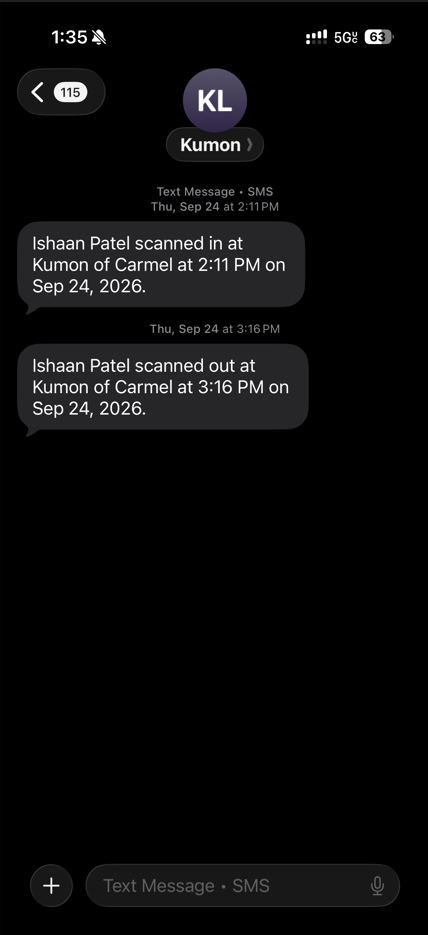 1:35
5GUC
63
115
KL
Kumon
Text Message • SMS
Thu, Sep 24 at 2:11 PM
Ishaan Patel scanned in at
Kumon of Carmel at 2:11 PM on
Sep 24, 2026.
Thu, Sep 24 at 3:16 PM
Ishaan Patel scanned out at
Kumon of Carmel at 3:16 PM on
Sep 24, 2026.
Text Message • SMS